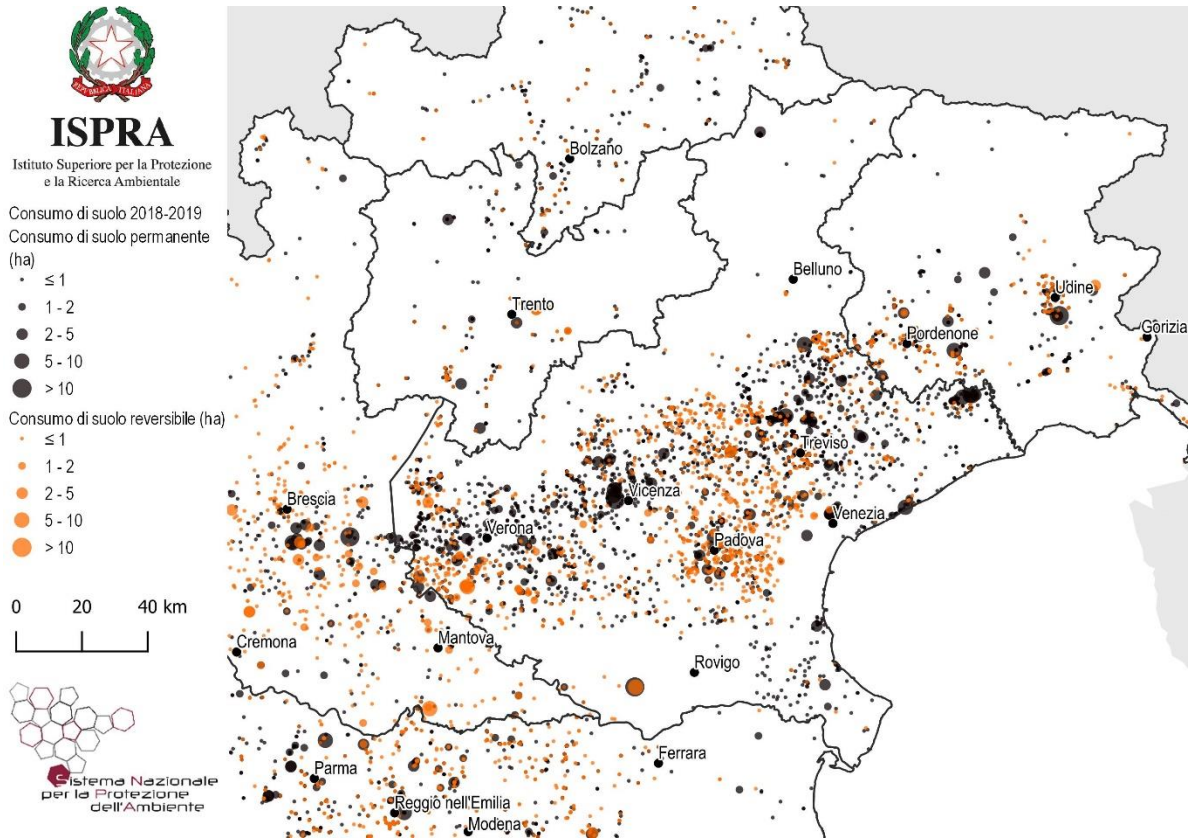 REPVBBLICA ITALIANA
ISPRA
Istituto Superiore per la Protezione
e la Ricerca Ambientale
Consumo di suolo 2018-2019
Consumo di suolo permanente
(ha)
≤ 1
1 - 2
2 - 5
5 - 10
> 10
Consumo di suolo reversibile (ha)
≤ 1
1 - 2
2 - 5
5 - 10
> 10
0 20 40 km
Sistema Nazionale
per la Protezione
dell'Ambiente
Bolzano
Belluno
Trento
Udine
Pordenone
Gorizia
Treviso
Vicenza
Brescia
Venezia
Verona
Padova
Cremona
Mantova
Rovigo
Ferrara
Parma
Reggio nell'Emilia
Modena